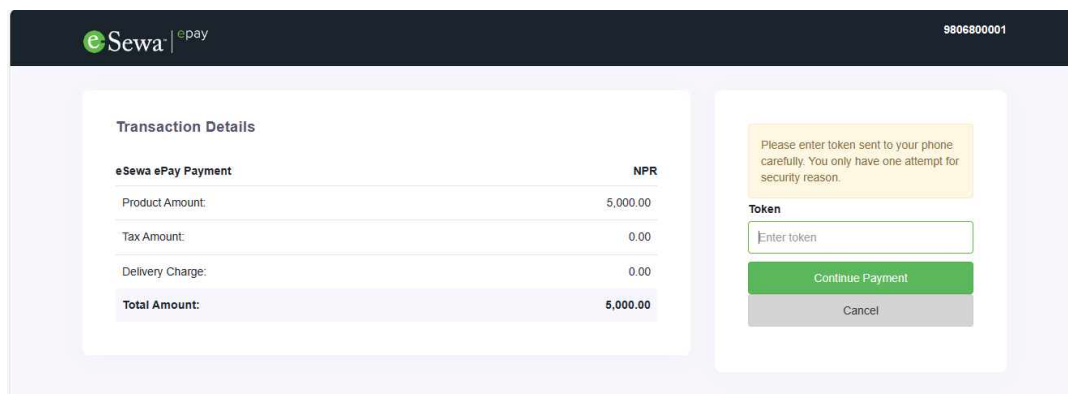 eSewa | epay
9806800001
Transaction Details
eSewa ePay Payment NPR
Product Amount: 5,000.00
Tax Amount: 0.00
Delivery Charge: 0.00
Total Amount: 5,000.00
Please enter token sent to your phone
carefully. You only have one attempt for
security reason.
Token
Enter token
Continue Payment
Cancel